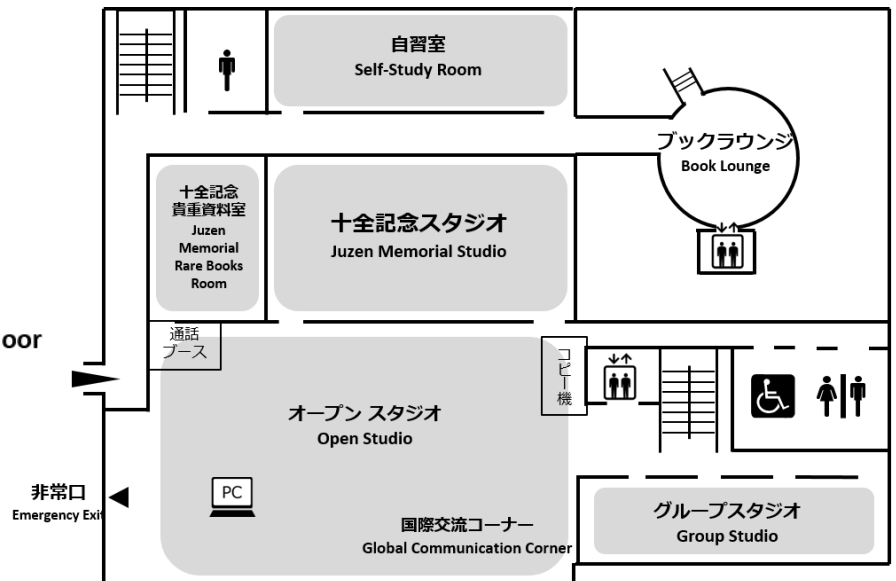 自習室
Self-Study Room
ブックラウンジ
Book Lounge
十全記念
貴重資料室
Juzen
Memorial
Rare Books
Room
十全記念スタジオ
Juzen Memorial Studio
oor
通話
ブース
コピー機
オープン スタジオ
Open Studio
PC
非常口
Emergency Exit
国際交流コーナー
Global Communication Corner
グループスタジオ
Group Studio